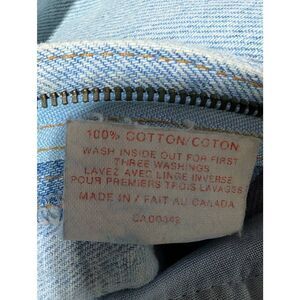 100% COTTON/COTON
WASH INSIDE OUT FOR FIRST
THREE WASHINGS
LAVEZ AVEC LINGE INVERSE
POUR PREMIERS TROIS LAVAGES
MADE IN / FAIT AU CANADA
CA00342